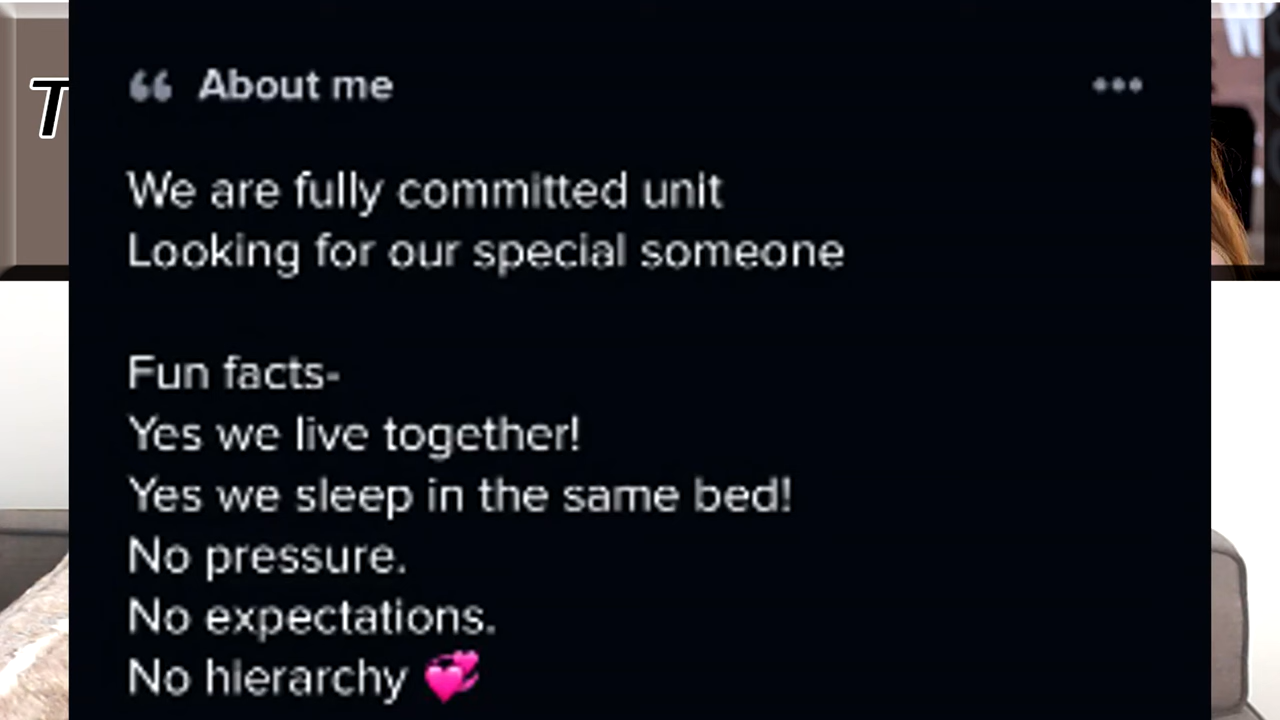 T
“ About me
We are fully committed unit
Looking for our special someone
Fun facts-
Yes we live together!
Yes we sleep in the same bed!
No pressure.
No expectations.
No hierarchy 💞